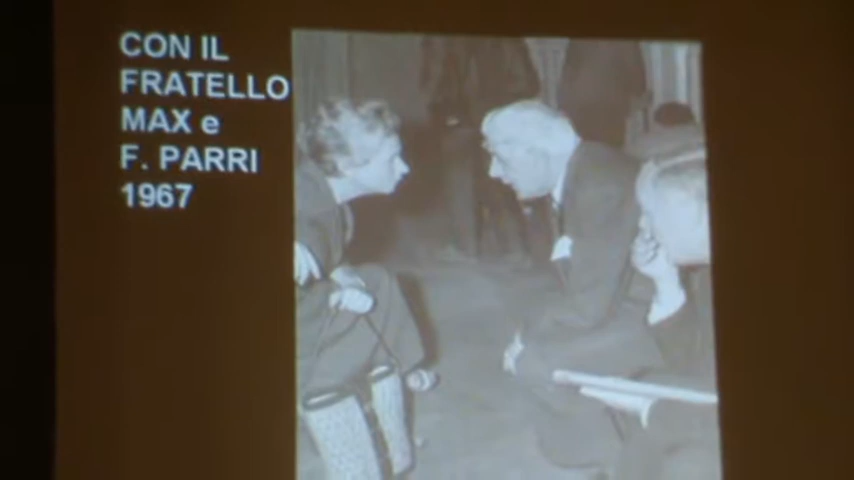 CON IL
FRATELLO
MAX e
F. PARRI
1967